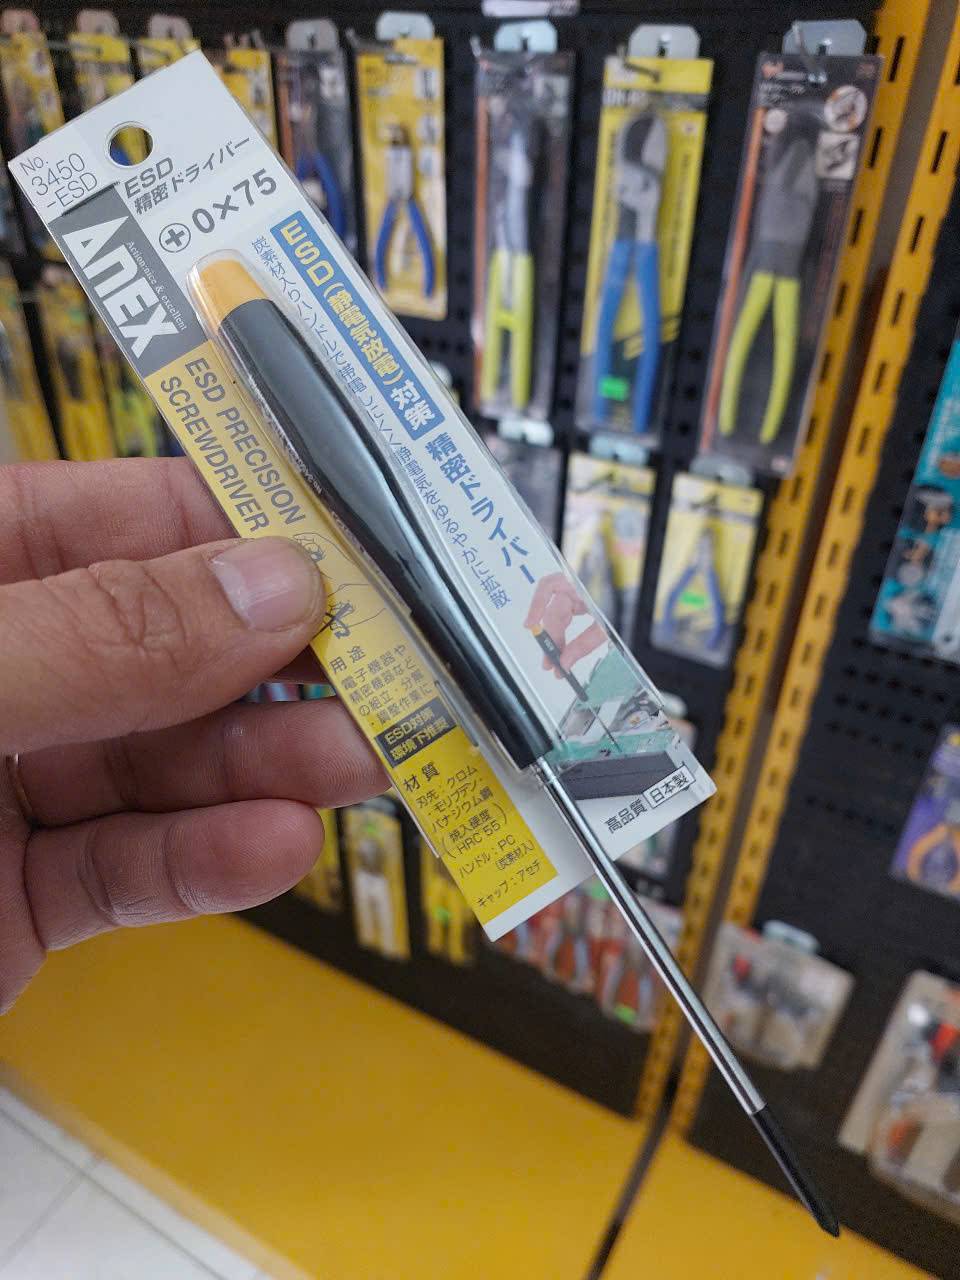 No.
3450
-ESD
ESD
精密ドライバー
⊕0×75
ANEX
Action·nice & excellent
ESD(静電気放電)対策
精密ドライバー
炭素材入りハンドルで帯電しにくく静電気をゆるやかに拡散
ESD PRECISION
SCREWDRIVER
用途
電子機器や
精密機器など
の組立・分解
・調整作業に
ESD対策
環境下推奨
材質
刃先:クロム
・モリブデン・
バナジウム鋼
(焼入硬度
HRC 55)
ハンドル:PC
(炭素材入)
キャップ:アセチ
高品質 日本製